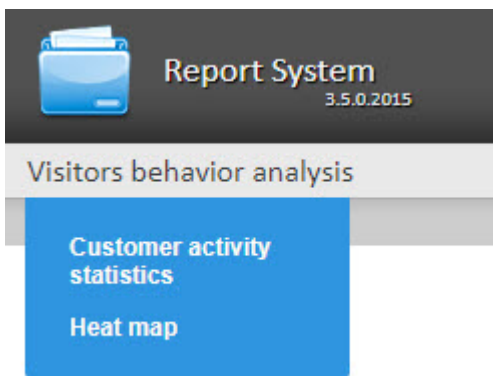 Report System
3.5.0.2015
Visitors behavior analysis
Customer activity
statistics
Heat map